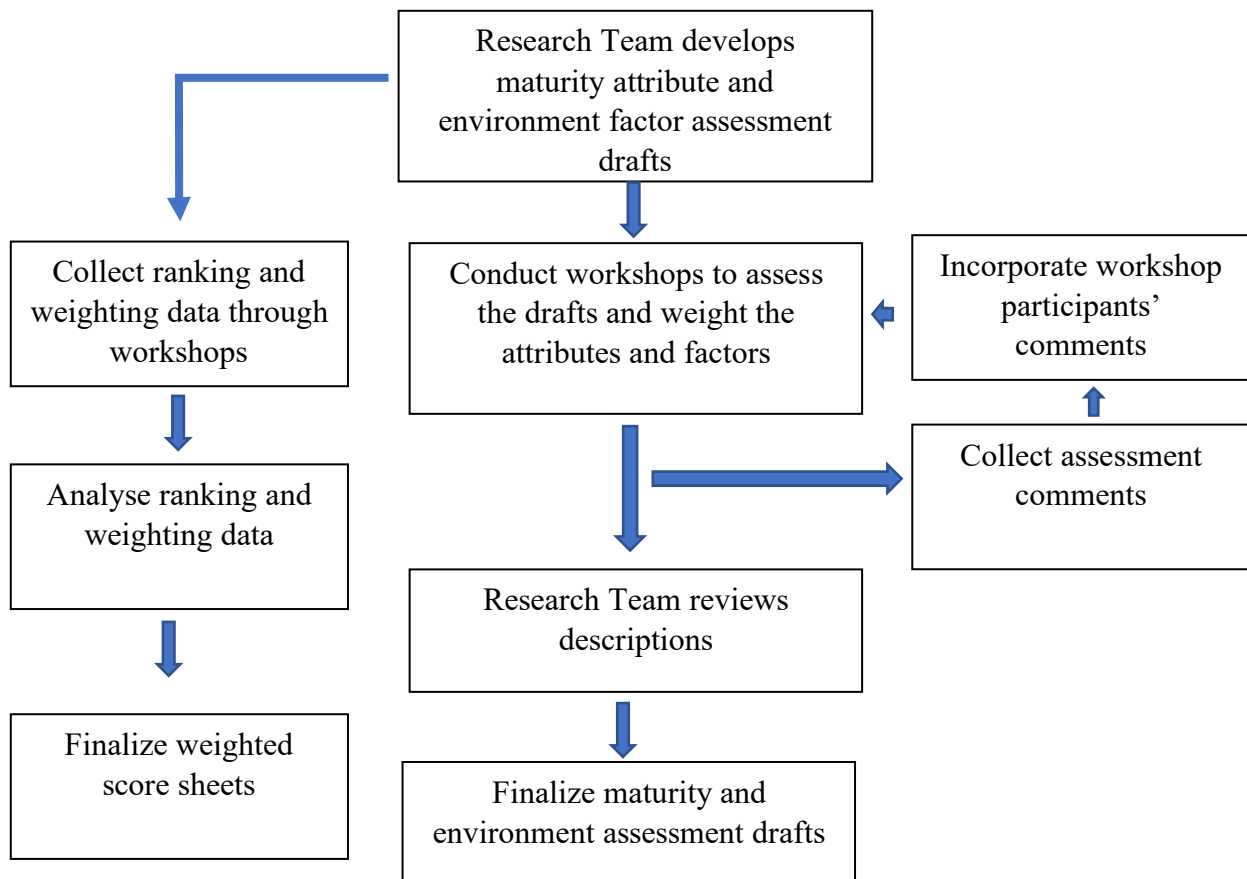 Research Team develops
maturity attribute and
environment factor assessment
drafts
Collect ranking and
weighting data through
workshops
Conduct workshops to assess
the drafts and weight the
attributes and factors
Incorporate workshop
participants’
comments
Analyse ranking and
weighting data
Collect assessment
comments
Research Team reviews
descriptions
Finalize weighted
score sheets
Finalize maturity and
environment assessment drafts